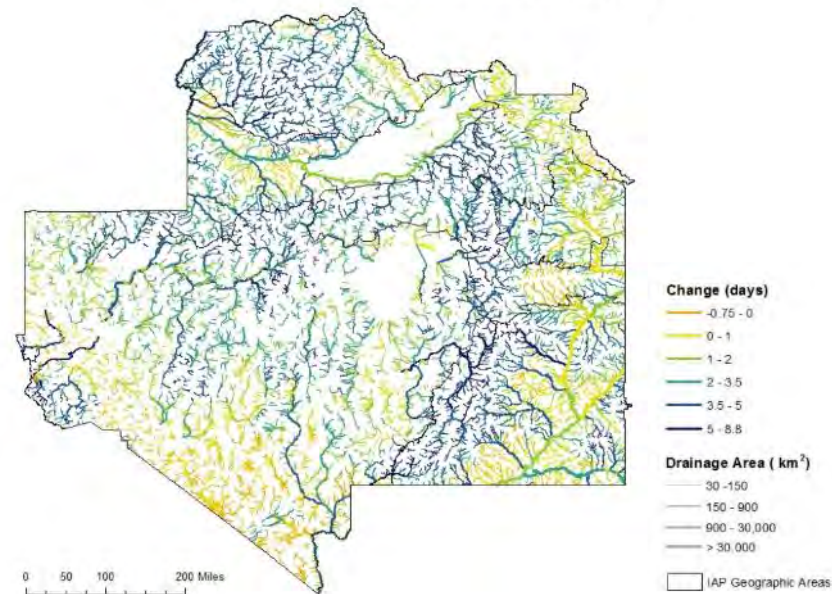 Change (days)
-0.75 - 0
0 - 1
1 - 2
2 - 3.5
3.5 - 5
5 - 8.8
Drainage Area ( km²)
30 -150
150 - 900
900 - 30,000
> 30.000
IAP Geographic Areas
0 50 100 200 Miles